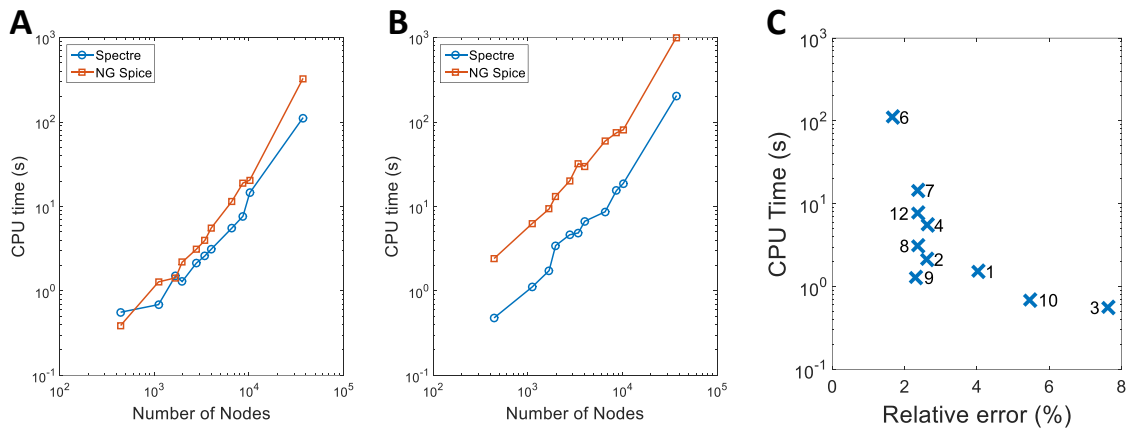 A
B
C
Spectre
NG Spice
10^3
10^2
10^1
10^0
10^-1
CPU time (s)
10^2
10^3
10^4
10^5
Number of Nodes
Spectre
NG Spice
10^3
10^2
10^1
10^0
10^-1
CPU time (s)
10^2
10^3
10^4
10^5
Number of Nodes
10^3
10^2
10^1
10^0
10^-1
CPU Time (s)
6
7
12
4
8
2
9
1
10
3
0
2
4
6
8
Relative error (%)